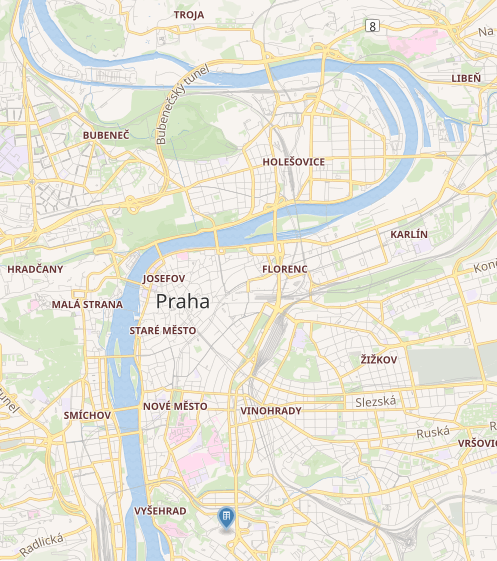 TROJA
8
Na
LIBEŇ
Bubenečský tunel
BUBENEČ
HOLEŠOVICE
KARLÍN
HRADČANY
JOSEFOV
FLORENC
Koně
MALÁ STRANA
Praha
STARÉ MĚSTO
ŽIŽKOV
tunel
Slezská
SMÍCHOV
NOVÉ MĚSTO
VINOHRADY
Ruská
R
VRŠOVIC
VYŠEHRAD
Radlická